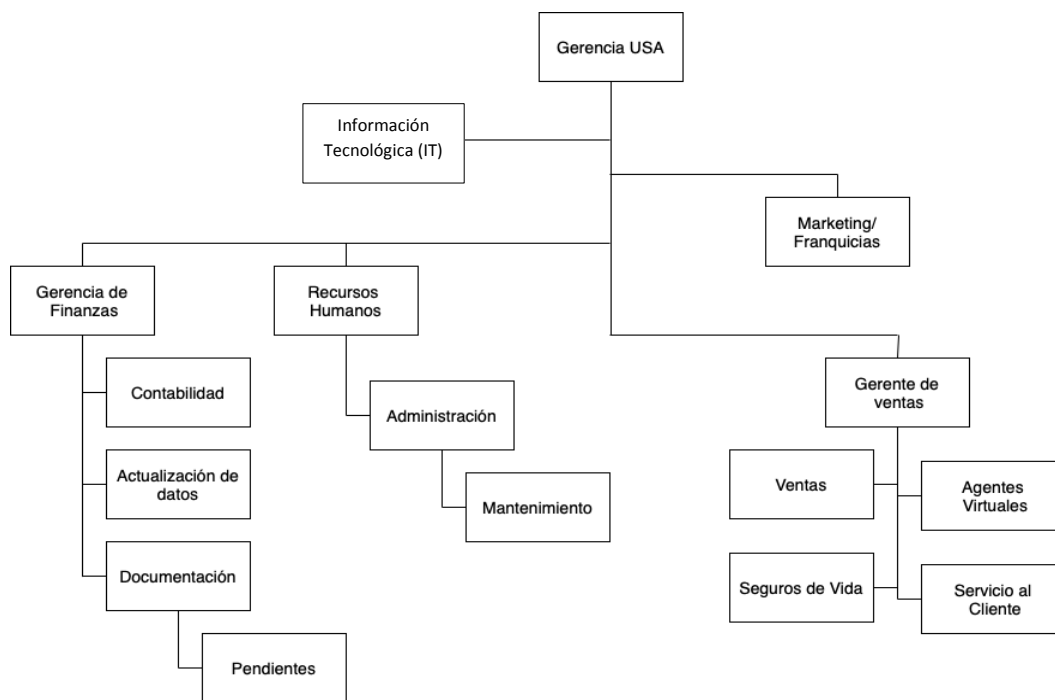 Gerencia USA
Información
Tecnológica (IT)
Marketing/
Franquicias
Gerencia de
Finanzas
Recursos
Humanos
Gerente de
ventas
Contabilidad
Administración
Actualización de
datos
Mantenimiento
Ventas
Agentes
Virtuales
Documentación
Seguros de Vida
Servicio al
Cliente
Pendientes